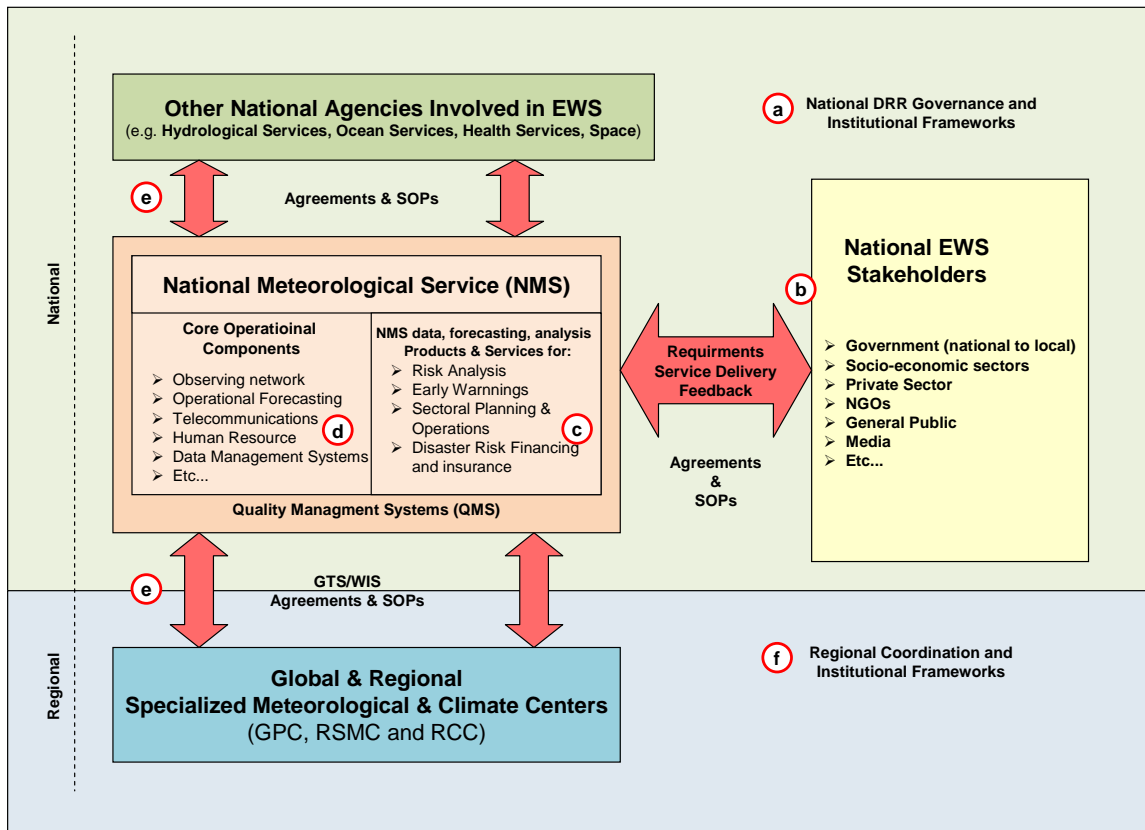 Other National Agencies Involved in EWS
(e.g. Hydrological Services, Ocean Services, Health Services, Space)
a
National DRR Governance and
Institutional Frameworks
e
Agreements & SOPs
National
National Meteorological Service (NMS)
Core Operatioinal
Components
Observing network
Operational Forecasting
Telecommunications
Human Resource
Data Management Systems
Etc...
d
NMS data, forecasting, analysis
Products & Services for:
Risk Analysis
Early Warnnings
Sectoral Planning &
Operations
Disaster Risk Financing
and insurance
c
Quality Managment Systems (QMS)
Requirments
Service Delivery
Feedback
Agreements
&
SOPs
b
National EWS
Stakeholders
Government (national to local)
Socio-economic sectors
Private Sector
NGOs
General Public
Media
Etc...
e
GTS/WIS
Agreements & SOPs
Regional
Global & Regional
Specialized Meteorological & Climate Centers
(GPC, RSMC and RCC)
f
Regional Coordination and
Institutional Frameworks